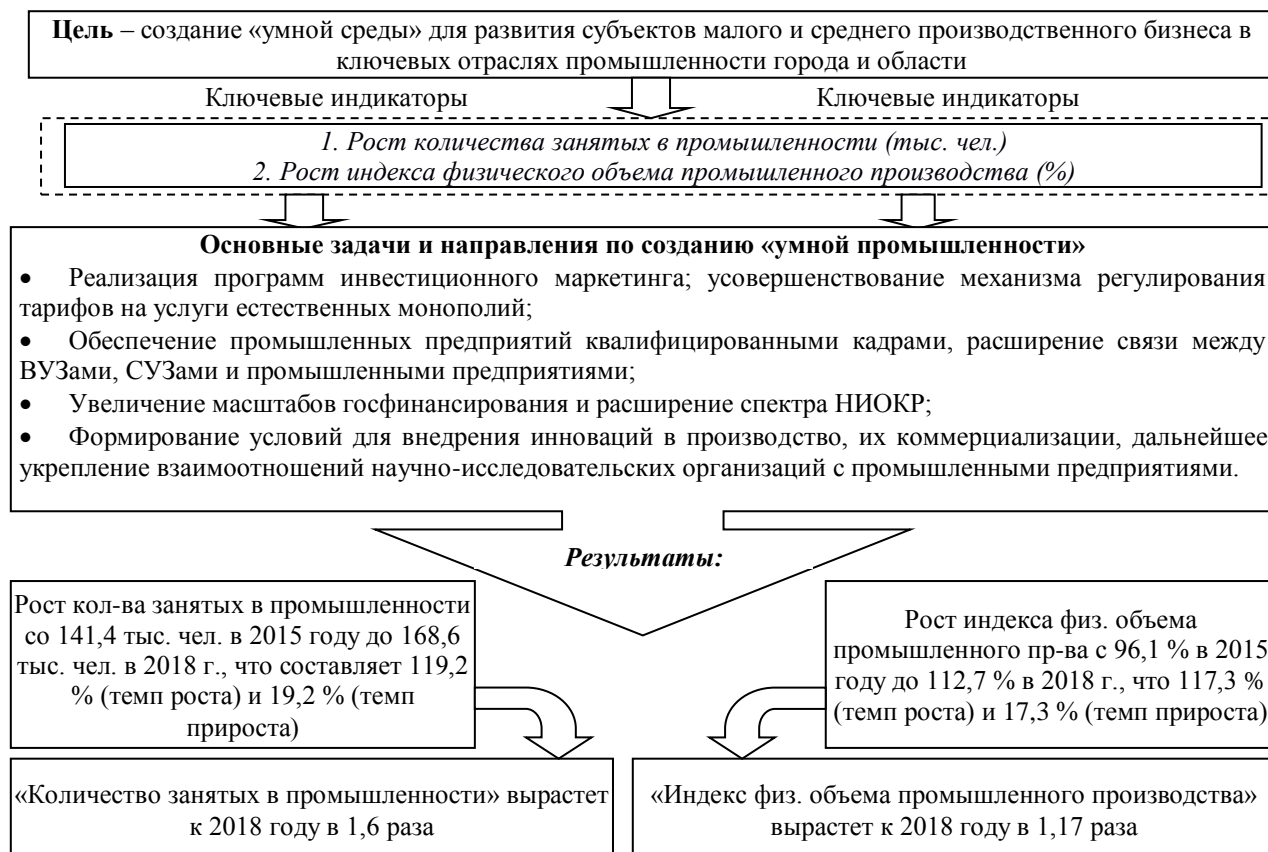 Цель – создание «умной среды» для развития субъектов малого и среднего производственного бизнеса в
ключевых отраслях промышленности города и области
Ключевые индикаторы
Ключевые индикаторы
1. Рост количества занятых в промышленности (тыс. чел.)
2. Рост индекса физического объема промышленного производства (%)
Основные задачи и направления по созданию «умной промышленности»
• Реализация программ инвестиционного маркетинга; усовершенствование механизма регулирования
тарифов на услуги естественных монополий;
• Обеспечение промышленных предприятий квалифицированными кадрами, расширение связи между
ВУЗами, СУЗами и промышленными предприятиями;
• Увеличение масштабов госфинансирования и расширение спектра НИОКР;
• Формирование условий для внедрения инноваций в производство, их коммерциализации, дальнейшее
укрепление взаимоотношений научно-исследовательских организаций с промышленными предприятиями.
Результаты:
Рост кол-ва занятых в промышленности
со 141,4 тыс. чел. в 2015 году до 168,6
тыс. чел. в 2018 г., что составляет 119,2
% (темп роста) и 19,2 % (темп
прироста)
Рост индекса физ. объема
промышленного пр-ва с 96,1 % в 2015
году до 112,7 % в 2018 г., что 117,3 %
(темп роста) и 17,3 % (темп прироста)
«Количество занятых в промышленности» вырастет
к 2018 году в 1,6 раза
«Индекс физ. объема промышленного производства»
вырастет к 2018 году в 1,17 раза